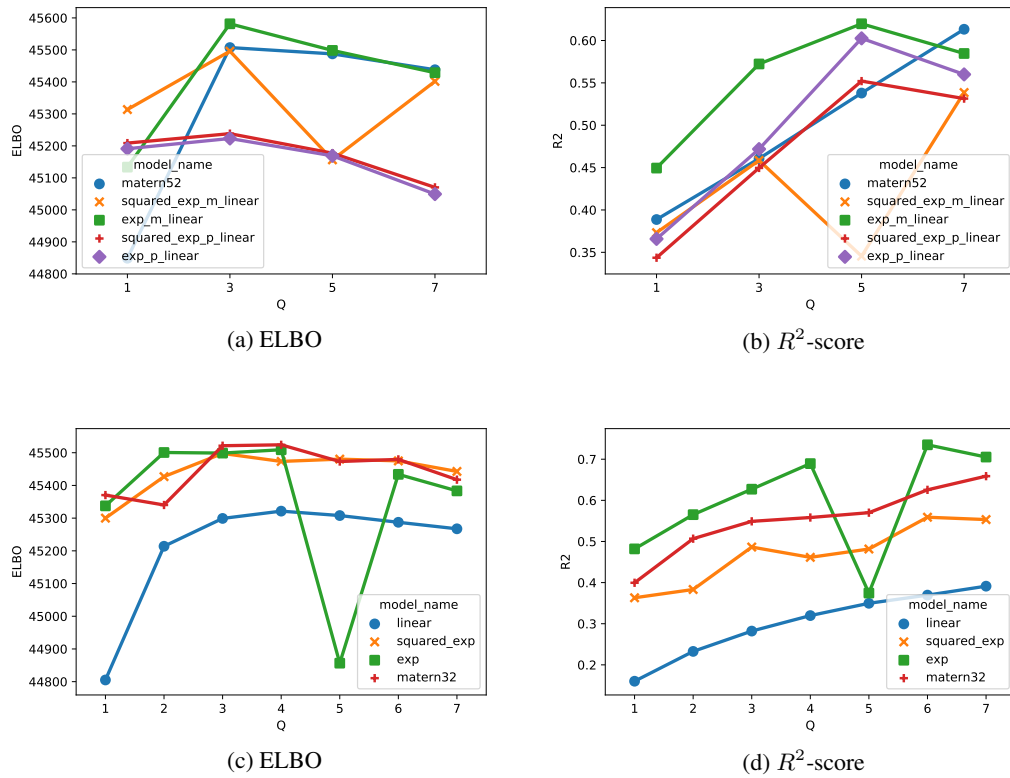 45600
45500
45400
45300
45200
45100
45000
44900
44800
ELBO
1 3 5 7
Q
model_name
matern52
squared_exp_m_linear
exp_m_linear
squared_exp_p_linear
exp_p_linear
(a) ELBO
0.60
0.55
0.50
0.45
0.40
0.35
R2
1 3 5 7
Q
model_name
matern52
squared_exp_m_linear
exp_m_linear
squared_exp_p_linear
exp_p_linear
(b) R²-score
45500
45400
45300
45200
45100
45000
44900
44800
ELBO
1 2 3 4 5 6 7
Q
model_name
linear
squared_exp
exp
matern32
(c) ELBO
0.7
0.6
0.5
0.4
0.3
0.2
R2
1 2 3 4 5 6 7
Q
model_name
linear
squared_exp
exp
matern32
(d) R²-score